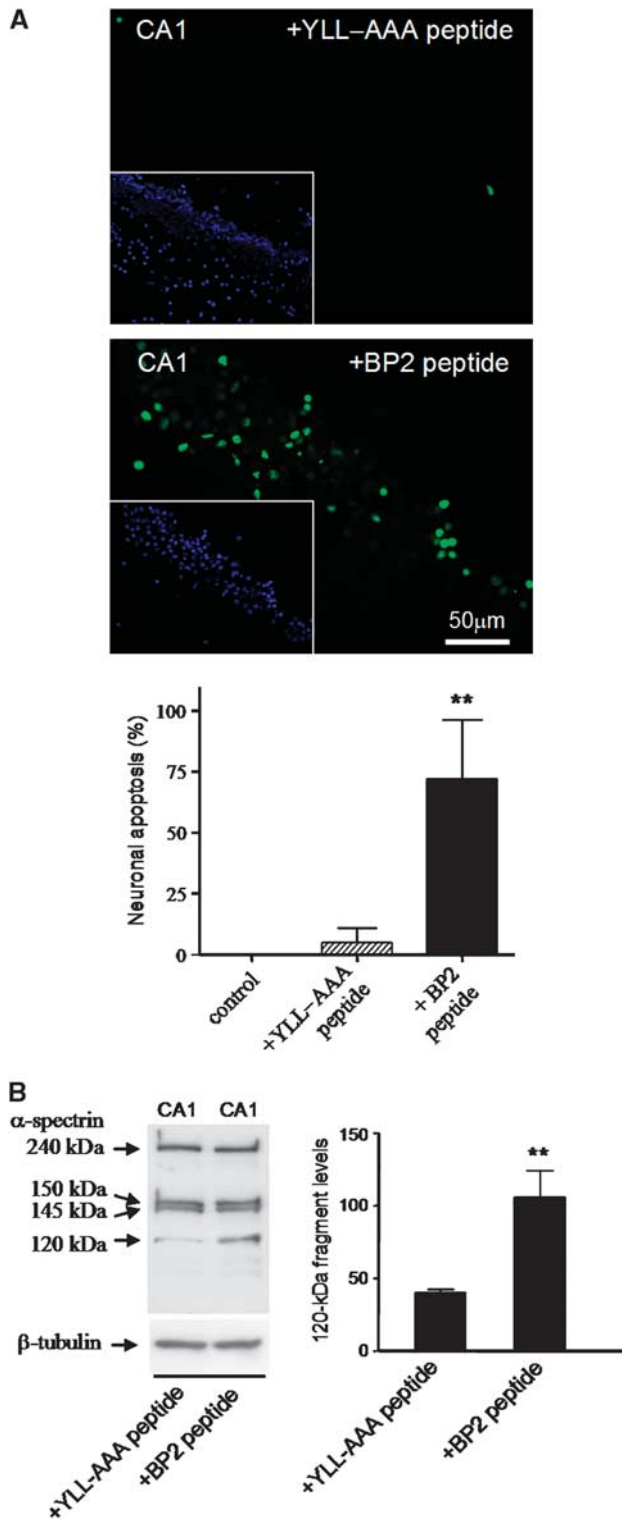 A
CA1 +YLL–AAA peptide
CA1 +BP2 peptide
50μm
Neuronal apoptosis (%)
100
75
50
25
0
**
control
+YLL–AAA
peptide
+ BP2
peptide
B
α-spectrin
CA1 CA1
240 kDa
150 kDa
145 kDa
120 kDa
β-tubulin
+YLL-AAA peptide
+BP2 peptide
120-kDa fragment levels
150
100
50
0
**
+YLL-AAA peptide
+BP2 peptide